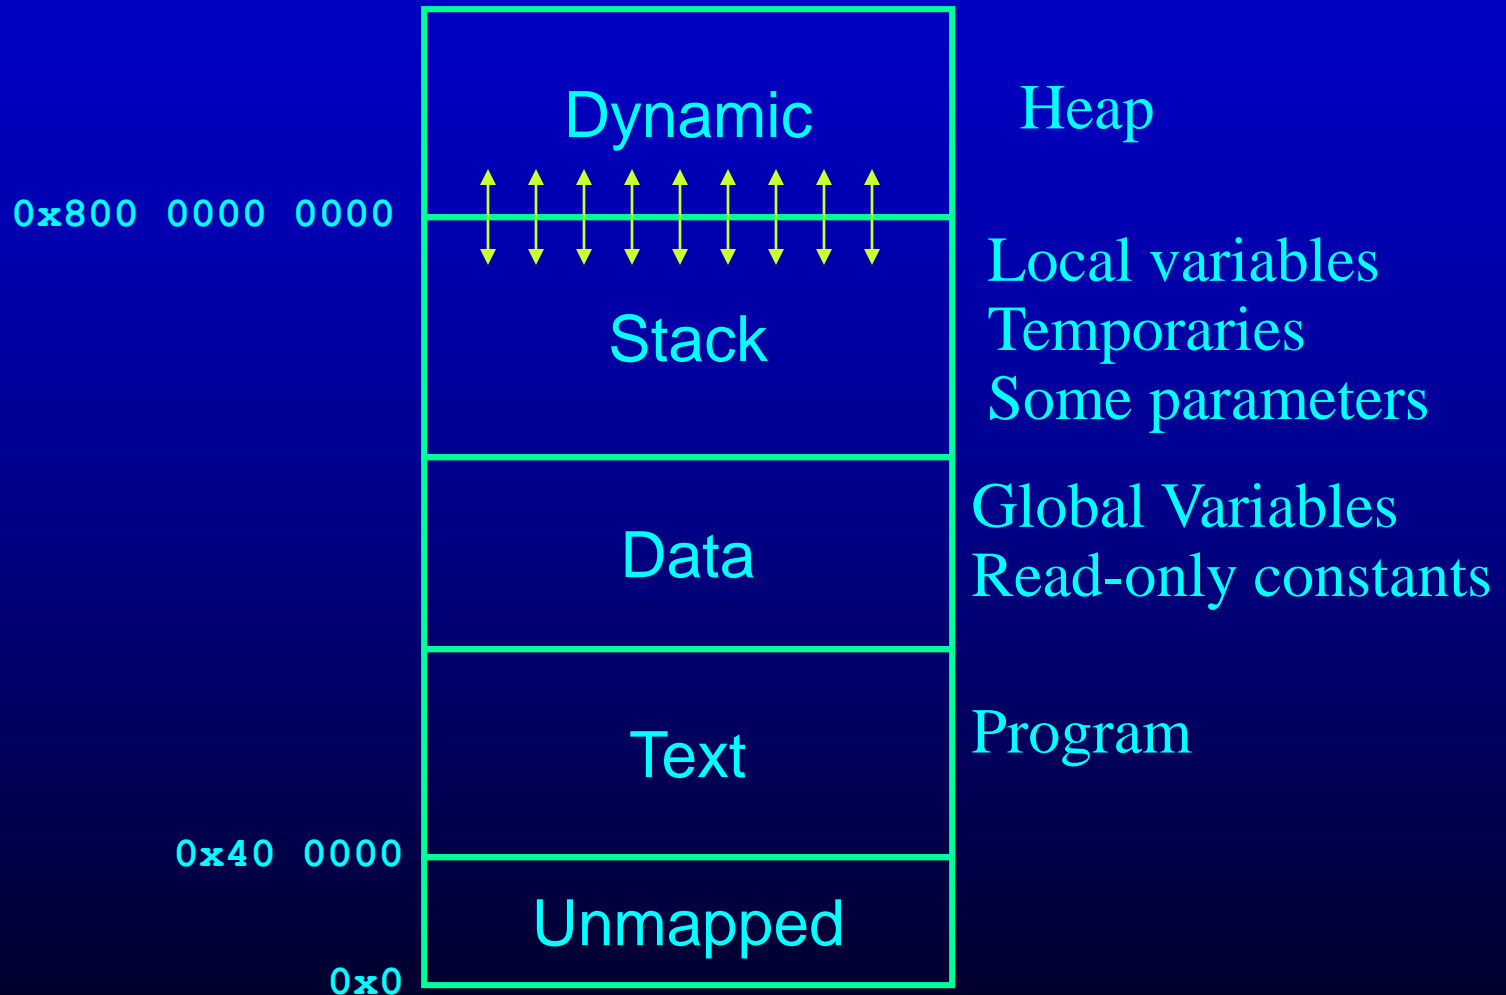 Dynamic
Heap
0x800 0000 0000
Stack
Local variables
Temporaries
Some parameters
Data
Global Variables
Read-only constants
Text
Program
0x40 0000
Unmapped
0x0